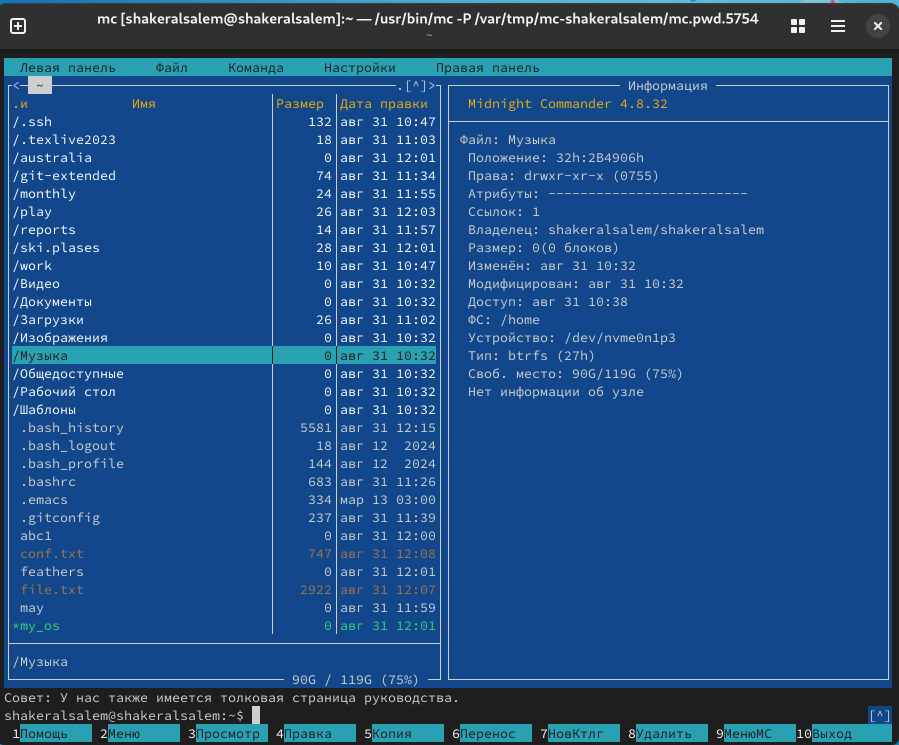 mc [shakeralsalem@shakeralsalem]:~ — /usr/bin/mc -P /var/tmp/mc-shakeralsalem/mc.pwd.5754
~
Левая панель Файл Команда Настройки Правая панель
<─ ~ ─.[^]>
.и Имя Размер Дата правки
/.ssh 132 авг 31 10:47
/.texlive2023 18 авг 31 11:03
/australia 0 авг 31 12:01
/git-extended 74 авг 31 11:34
/monthly 24 авг 31 11:55
/play 26 авг 31 12:03
/reports 14 авг 31 11:57
/ski.plases 28 авг 31 12:01
/work 10 авг 31 10:47
/Видео 0 авг 31 10:32
/Документы 0 авг 31 10:32
/Загрузки 26 авг 31 11:02
/Изображения 0 авг 31 10:32
/Музыка 0 авг 31 10:32
/Общедоступные 0 авг 31 10:32
/Рабочий стол 0 авг 31 10:32
/Шаблоны 0 авг 31 10:32
.bash_history 5581 авг 31 12:15
.bash_logout 18 авг 12 2024
.bash_profile 144 авг 12 2024
.bashrc 683 авг 31 11:26
.emacs 334 мар 13 03:00
.gitconfig 237 авг 31 11:39
abc1 0 авг 31 12:00
conf.txt 747 авг 31 12:08
feathers 0 авг 31 12:01
file.txt 2922 авг 31 12:07
may 0 авг 31 11:59
*my_os 0 авг 31 12:01
/Музыка
90G / 119G (75%)
Информация
Midnight Commander 4.8.32
Файл: Музыка
Положение: 32h:2B4906h
Права: drwxr-xr-x (0755)
Атрибуты: -------------------------
Ссылок: 1
Владелец: shakeralsalem/shakeralsalem
Размер: 0(0 блоков)
Изменён: авг 31 10:32
Модифицирован: авг 31 10:32
Доступ: авг 31 10:38
ФС: /home
Устройство: /dev/nvme0n1p3
Тип: btrfs (27h)
Своб. место: 90G/119G (75%)
Нет информации об узле
Совет: У нас также имеется толковая страница руководства.
shakeralsalem@shakeralsalem:~$ [^]
1Помощь 2Меню 3Просмотр 4Правка 5Копия 6Перенос 7НовКтлг 8Удалить 9МенюМС 10Выход